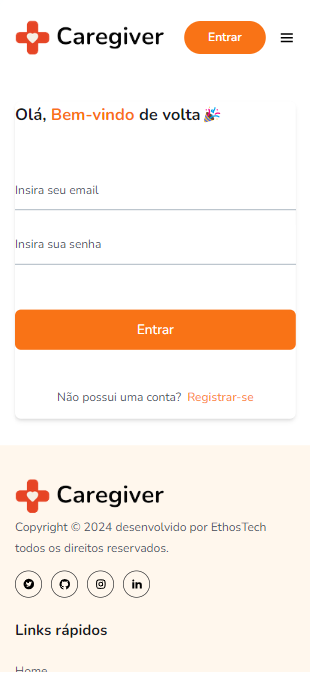 Caregiver
Entrar
Olá, Bem-vindo de volta 🎉
Insira seu email
Insira sua senha
Entrar
Não possui uma conta? Registrar-se
Caregiver
Copyright © 2024 desenvolvido por EthosTech
todos os direitos reservados.
Links rápidos
Home